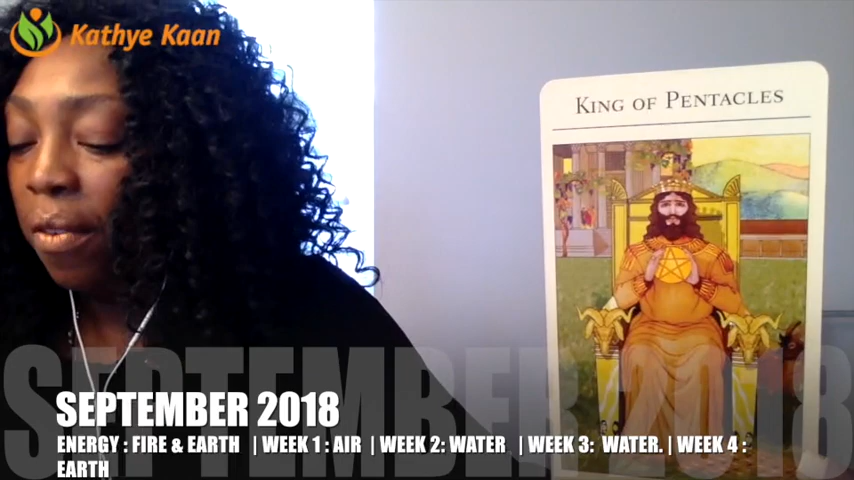 Kathye Kaan
KING OF PENTACLES
SEPTEMBER 2018
SEPTEMBER 2018
ENERGY : FIRE & EARTH | WEEK 1 : AIR | WEEK 2: WATER | WEEK 3: WATER. | WEEK 4 :
EARTH